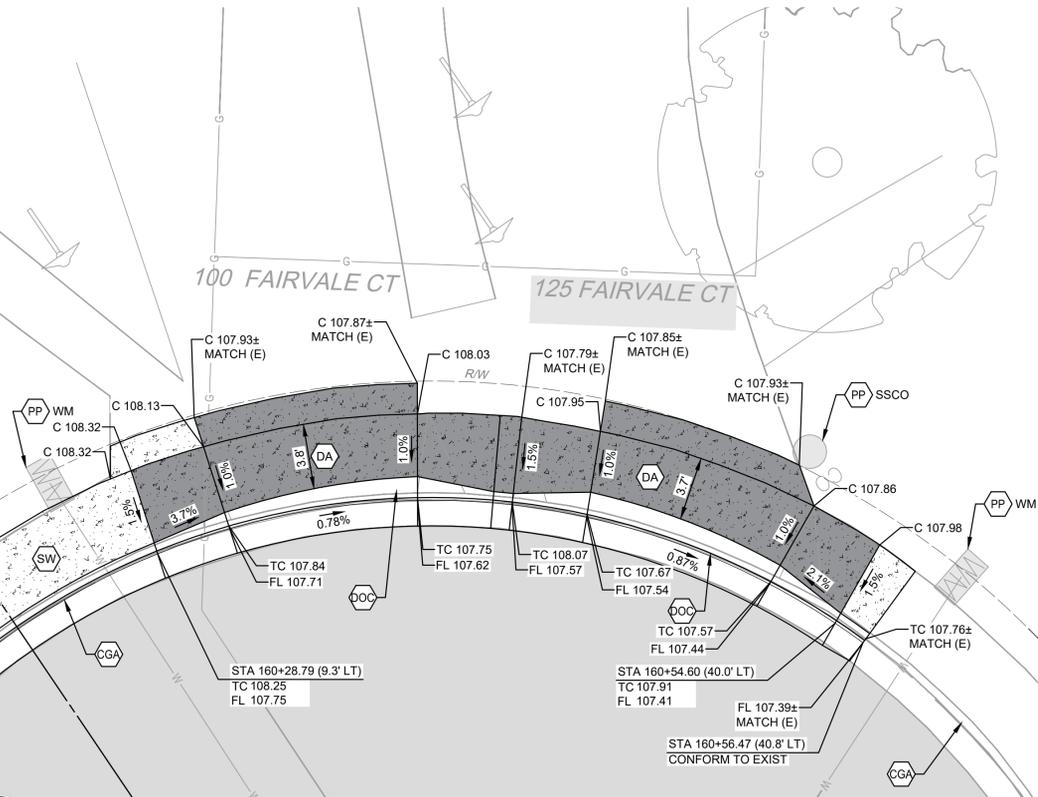 G
G
G
G
G
G
G
100 FAIRVALE CT
125 FAIRVALE CT
C 107.87±
MATCH (E)
C 107.93±
MATCH (E)
C 108.03
C 107.85±
MATCH (E)
C 107.79±
MATCH (E)
R/W
C 107.93±
MATCH (E)
PP SSCO
C 107.95
C 108.13
PP WM
C 108.32
C 108.32
G
DA
DA
3.8'
3.7'
1.0%
1.0%
1.5%
1.0%
1.5%
3.7%
1.0%
C 107.86
PP WM
C 107.98
0.78%
0.87%
2.1%
1.5%
SW
TC 107.84
FL 107.71
TC 107.75
FL 107.62
TC 108.07
FL 107.57
TC 107.67
FL 107.54
DOC
DOC
TC 107.57
FL 107.44
TC 107.76±
MATCH (E)
CGA
STA 160+28.79 (9.3' LT)
TC 108.25
FL 107.75
STA 160+54.60 (40.0' LT)
TC 107.91
FL 107.41
W
W
FL 107.39±
MATCH (E)
STA 160+56.47 (40.8' LT)
CONFORM TO EXIST
CGA
W
W